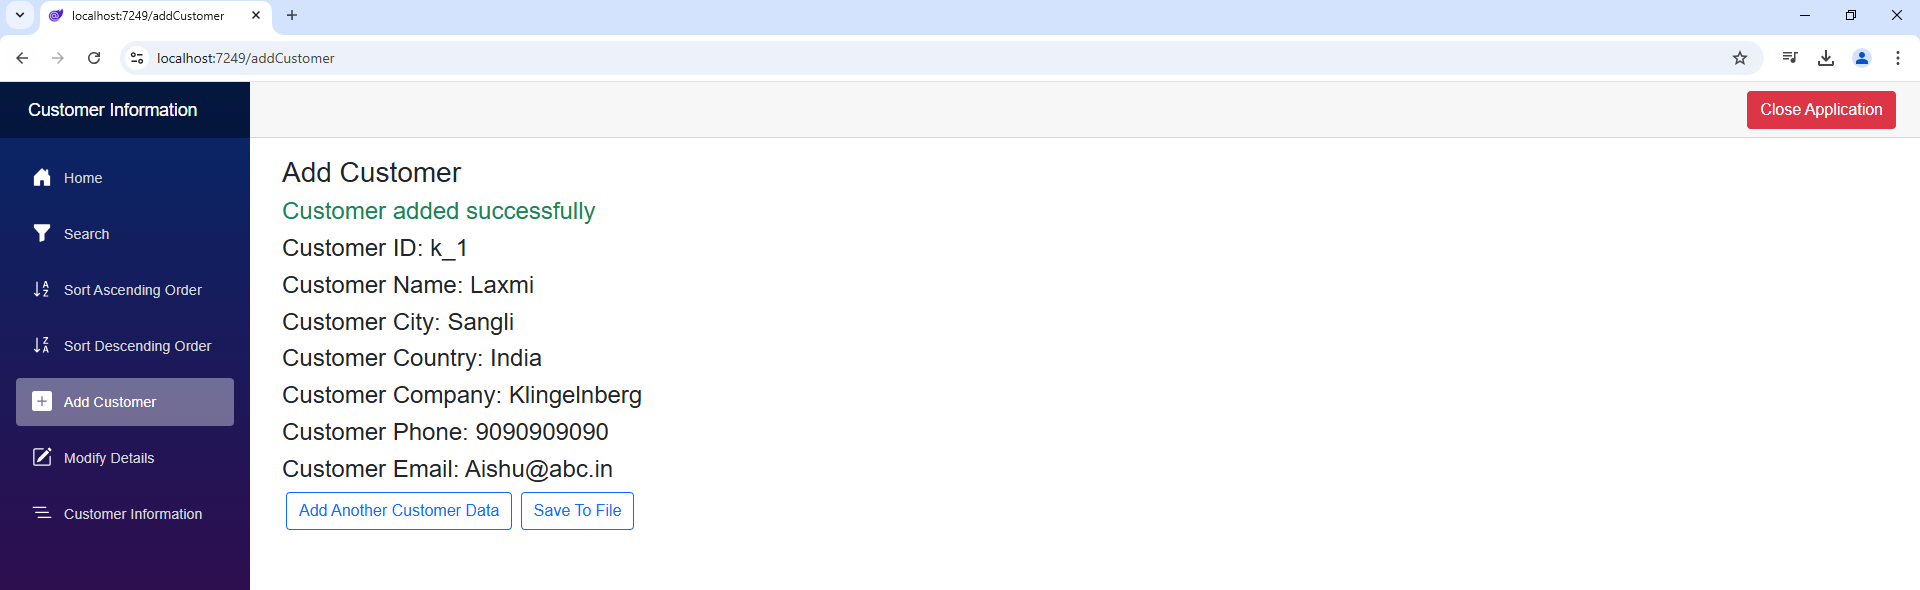 localhost:7249/addCustomer
localhost:7249/addCustomer
Customer Information
Close Application
Home
Search
Sort Ascending Order
Sort Descending Order
Add Customer
Modify Details
Customer Information
Add Customer
Customer added successfully
Customer ID: k_1
Customer Name: Laxmi
Customer City: Sangli
Customer Country: India
Customer Company: Klingelnberg
Customer Phone: 9090909090
Customer Email: Aishu@abc.in
Add Another Customer Data
Save To File